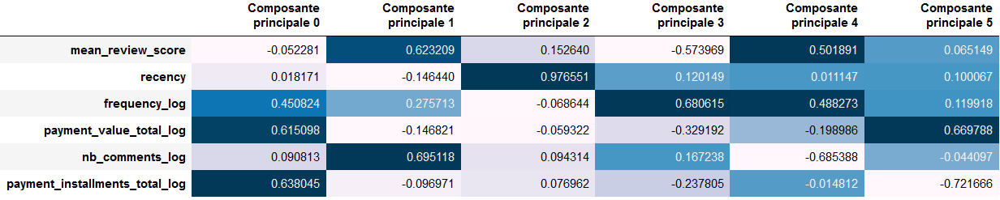 Composante principale 0 Composante principale 1 Composante principale 2 Composante principale 3 Composante principale 4 Composante principale 5
mean_review_score -0.052281 0.623209 0.152640 -0.573969 0.501891 0.065149
recency 0.018171 -0.146440 0.976551 0.120149 0.011147 0.100067
frequency_log 0.450824 0.275713 -0.068644 0.680615 0.488273 0.119918
payment_value_total_log 0.615098 -0.146821 -0.059322 -0.329192 -0.198986 0.669788
nb_comments_log 0.090813 0.695118 0.094314 0.167238 -0.685388 -0.044097
payment_installments_total_log 0.638045 -0.096971 0.076962 -0.237805 -0.014812 -0.721666